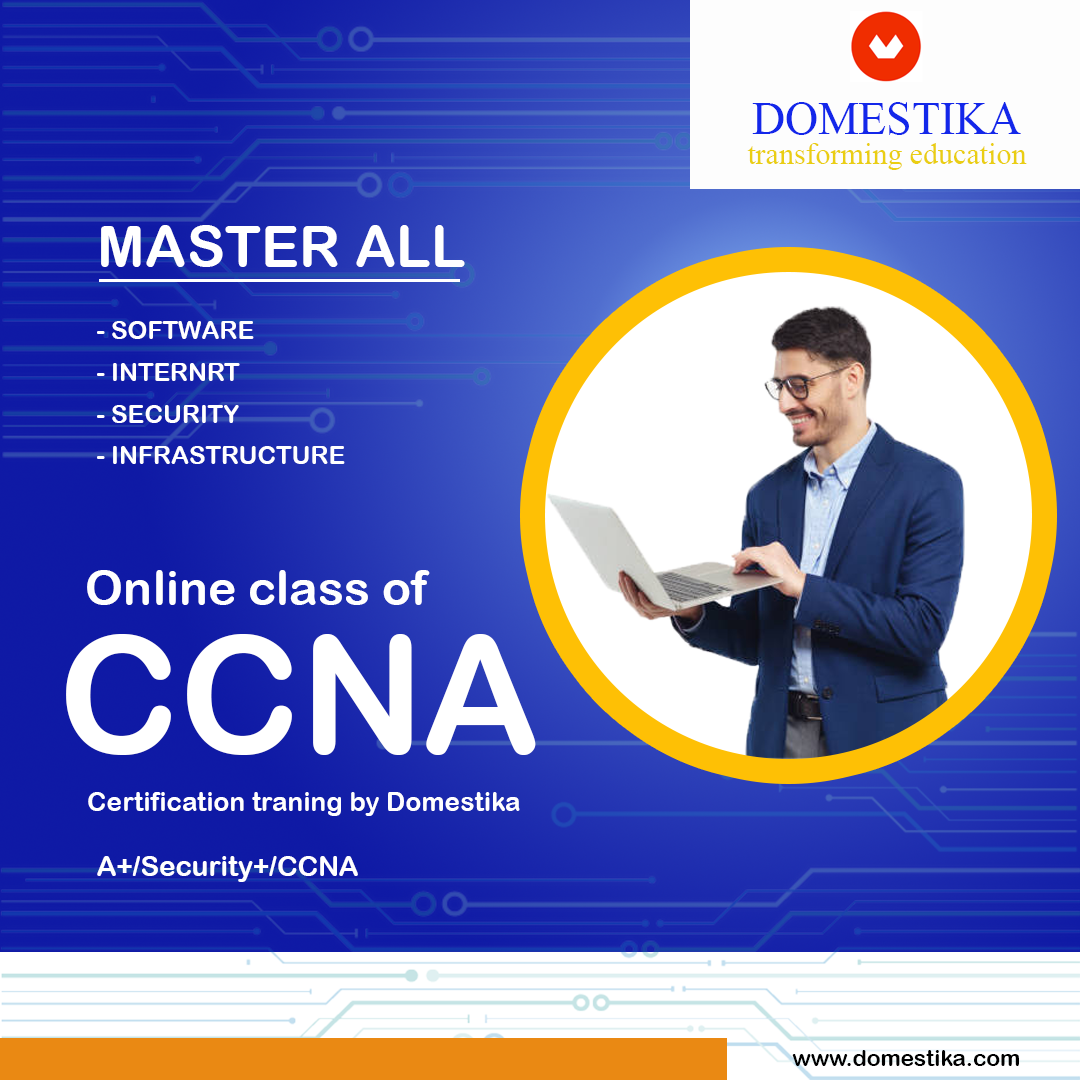 DOMESTIKA
transforming education
MASTER ALL
- SOFTWARE
- INTERNRT
- SECURITY
- INFRASTRUCTURE
Online class of
CCNA
Certification traning by Domestika
A+/Security+/CCNA
www.domestika.com